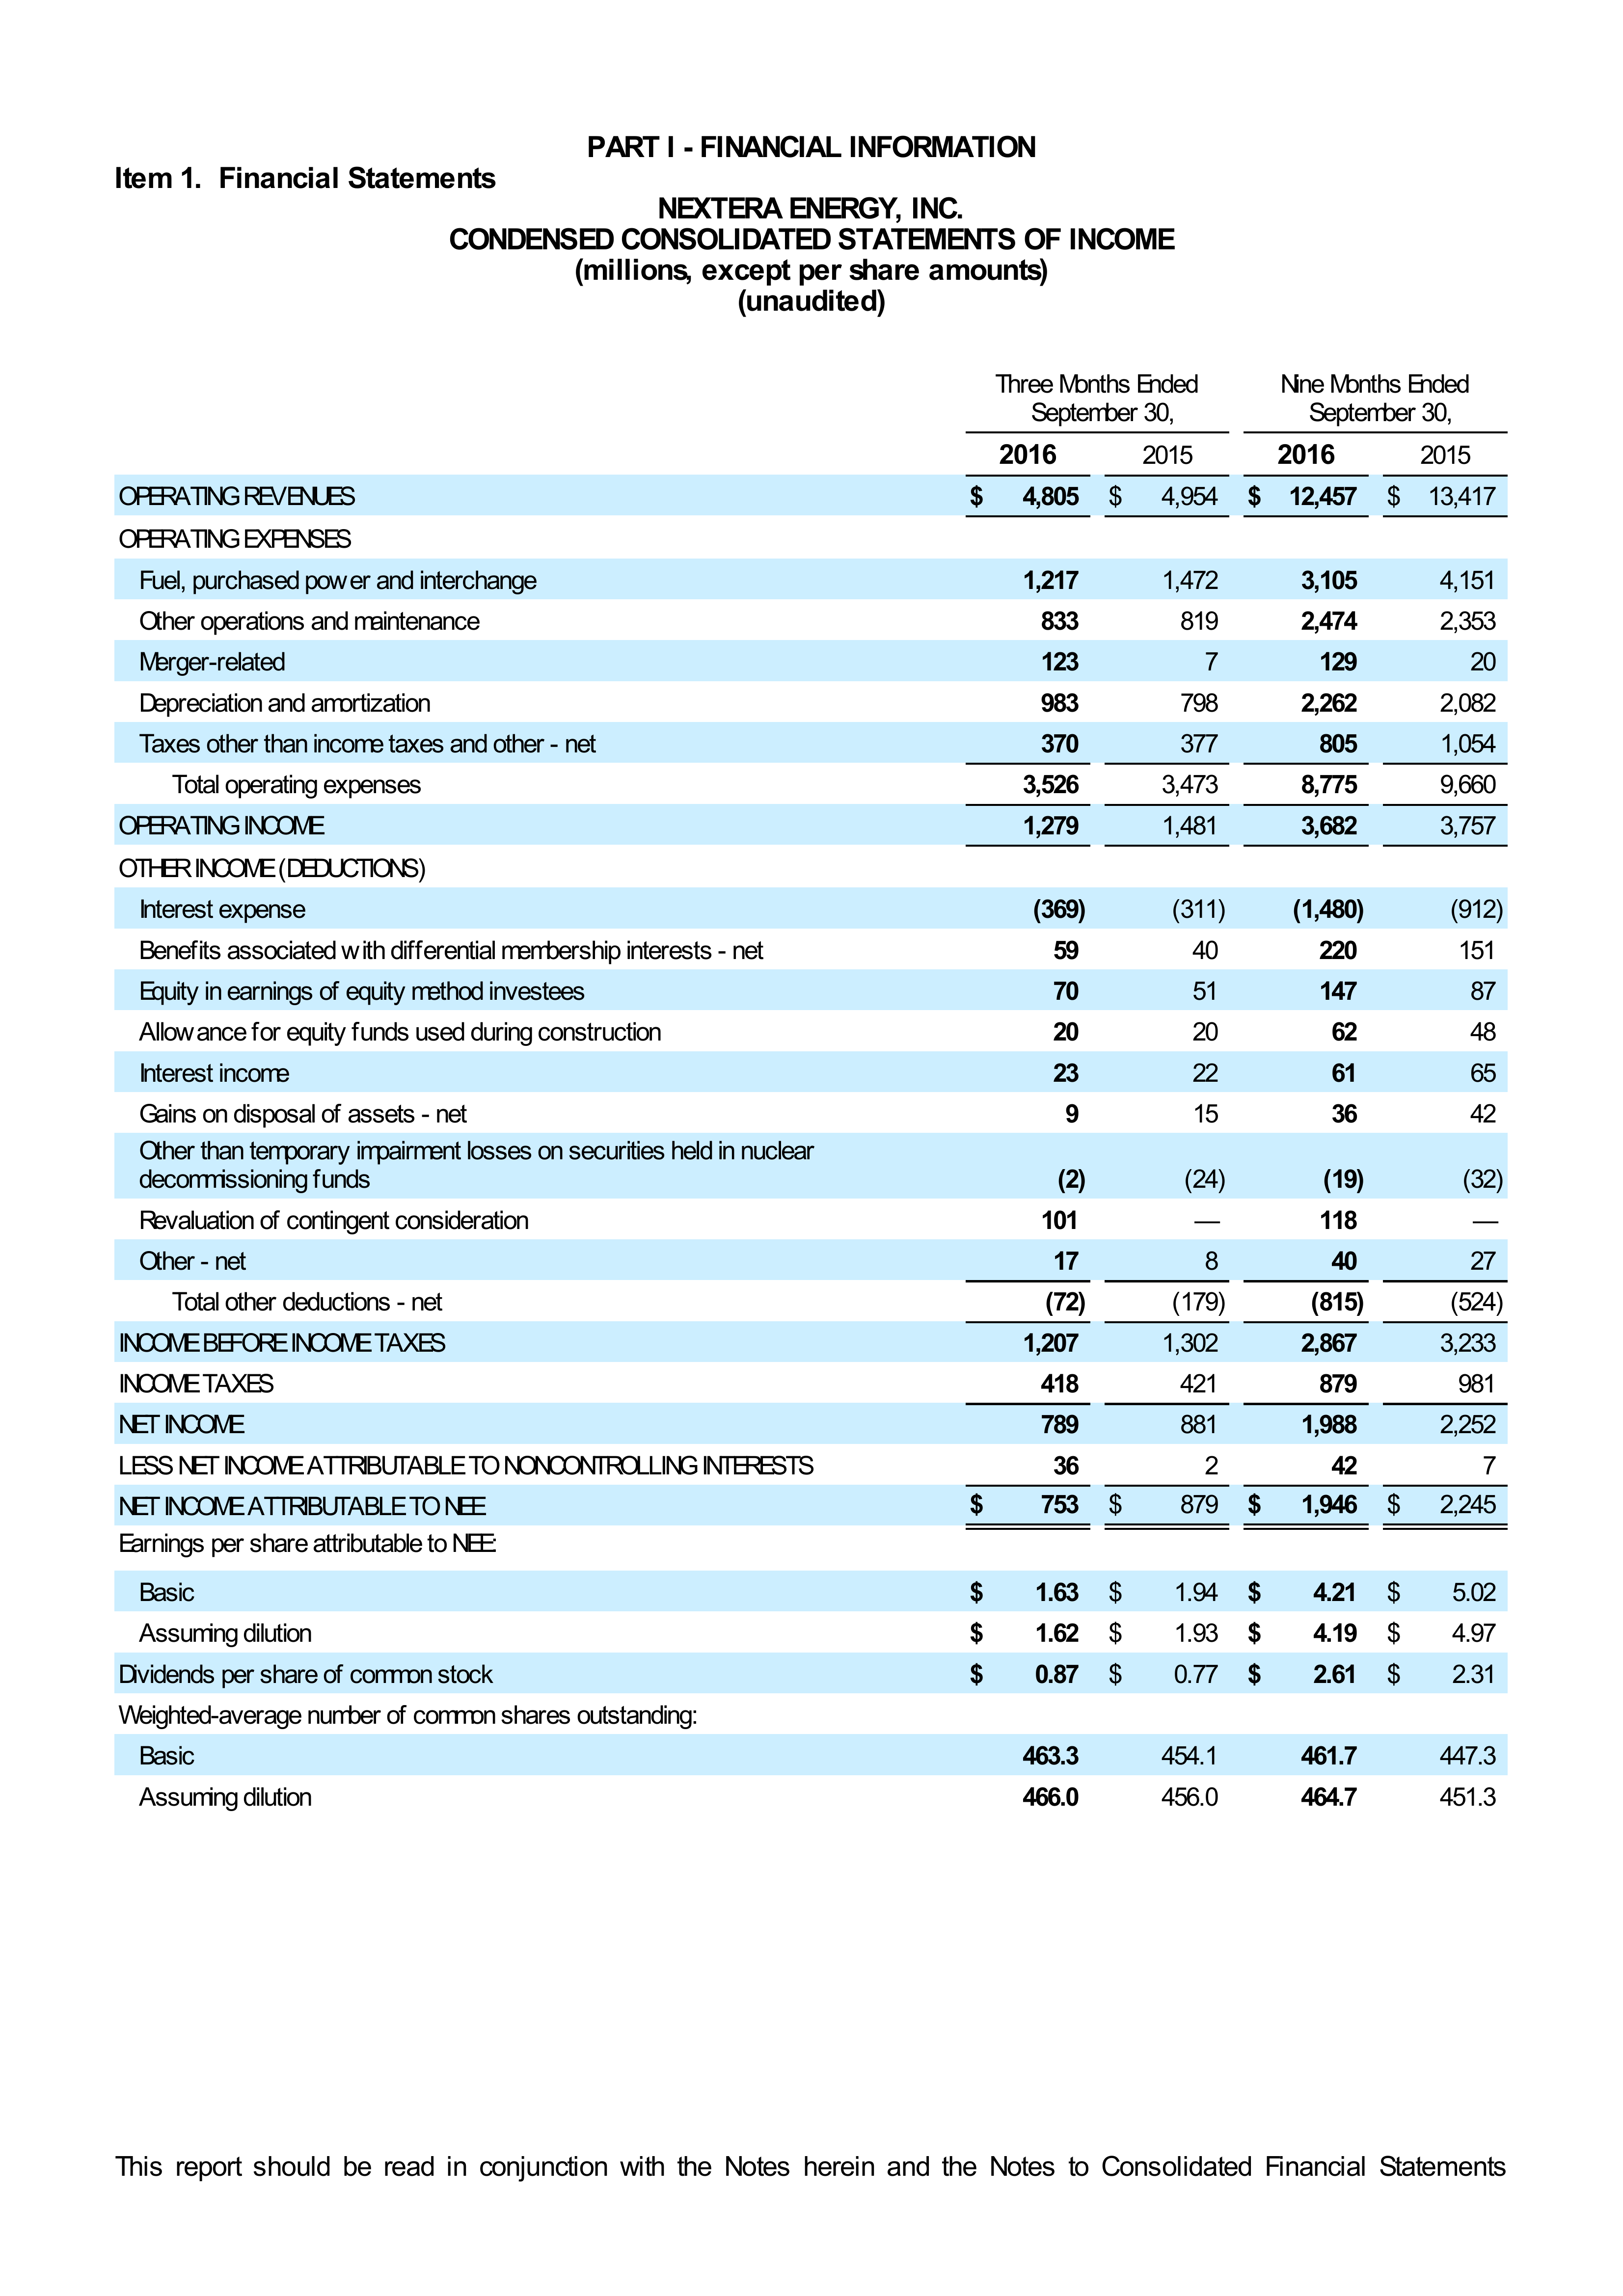 PART I - FINANCIAL INFORMATION
Item 1. Financial Statements
NEXTERA ENERGY, INC.
CONDENSED CONSOLIDATED STATEMENTS OF INCOME
(millions, except per share amounts)
(unaudited)
Three Months Ended September 30, Nine Months Ended September 30,
2016 2015 2016 2015
OPERATING REVENUES $ 4,805 $ 4,954 $ 12,457 $ 13,417
OPERATING EXPENSES
Fuel, purchased power and interchange 1,217 1,472 3,105 4,151
Other operations and maintenance 833 819 2,474 2,353
Merger-related 123 7 129 20
Depreciation and amortization 983 798 2,262 2,082
Taxes other than income taxes and other - net 370 377 805 1,054
Total operating expenses 3,526 3,473 8,775 9,660
OPERATING INCOME 1,279 1,481 3,682 3,757
OTHER INCOME (DEDUCTIONS)
Interest expense (369) (311) (1,480) (912)
Benefits associated with differential membership interests - net 59 40 220 151
Equity in earnings of equity method investees 70 51 147 87
Allowance for equity funds used during construction 20 20 62 48
Interest income 23 22 61 65
Gains on disposal of assets - net 9 15 36 42
Other than temporary impairment losses on securities held in nuclear
decommissioning funds (2) (24) (19) (32)
Revaluation of contingent consideration 101 — 118 —
Other - net 17 8 40 27
Total other deductions - net (72) (179) (815) (524)
INCOME BEFORE INCOME TAXES 1,207 1,302 2,867 3,233
INCOME TAXES 418 421 879 981
NET INCOME 789 881 1,988 2,252
LESS NET INCOME ATTRIBUTABLE TO NONCONTROLLING INTERESTS 36 2 42 7
NET INCOME ATTRIBUTABLE TO NEE $ 753 $ 879 $ 1,946 $ 2,245
Earnings per share attributable to NEE:
Basic $ 1.63 $ 1.94 $ 4.21 $ 5.02
Assuming dilution $ 1.62 $ 1.93 $ 4.19 $ 4.97
Dividends per share of common stock $ 0.87 $ 0.77 $ 2.61 $ 2.31
Weighted-average number of common shares outstanding:
Basic 463.3 454.1 461.7 447.3
Assuming dilution 466.0 456.0 464.7 451.3
This report should be read in conjunction with the Notes herein and the Notes to Consolidated Financial Statements